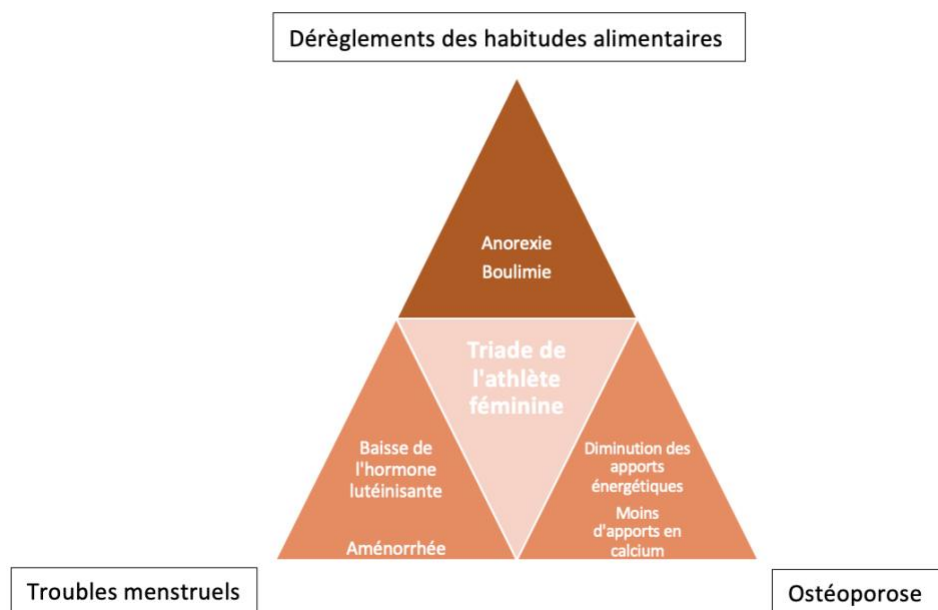 Dérèglements des habitudes alimentaires
Anorexie
Boulimie
Triade de
l'athlète
féminine
Baisse de
l'hormone
lutéinisante
Aménorrhée
Diminution des
apports
énergétiques
Moins
d'apports en
calcium
Troubles menstruels
Ostéoporose